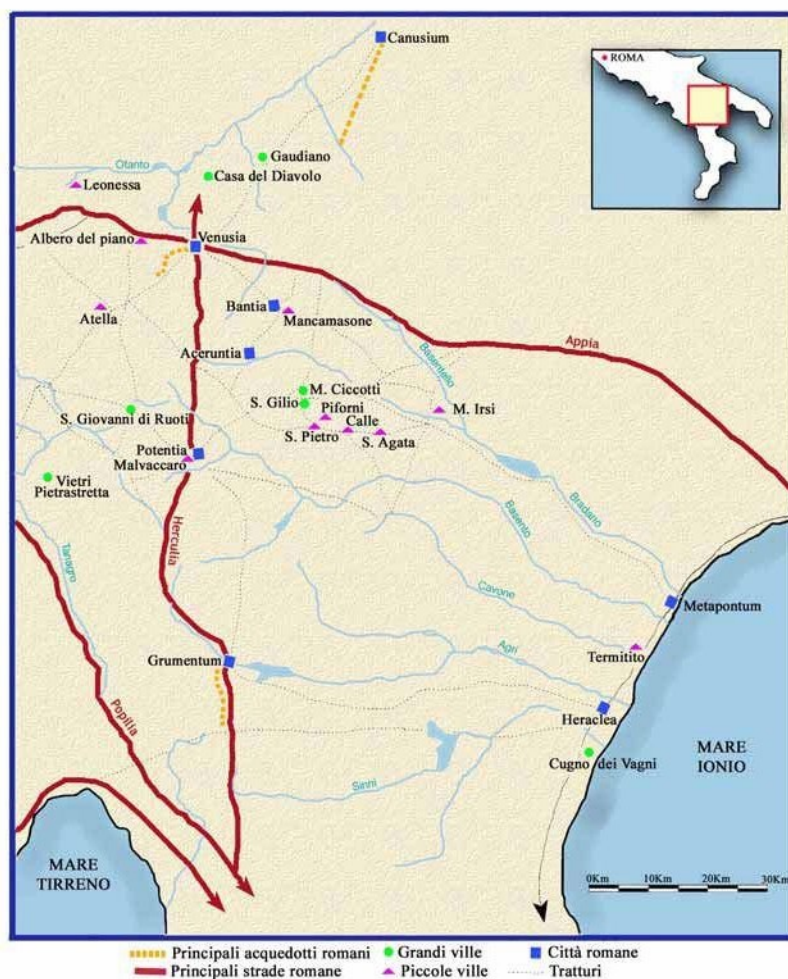 Canusium
ROMA
Gaudiano
Otanto
Casa del Diavolo
Leonessa
Venusia
Albero del piano
Bantia
Mancamasone
Atella
Appia
Aceruntia
Basentello
M. Ciccotti
S. Gilio
Piforni
M. Irsi
S. Giovanni di Ruoti
Calle
S. Pietro
S. Agata
Potentia
Malvaccaro
Vietri
Pietrastretta
Bradano
Basento
Herculia
Tanagro
Cavone
Metapontum
Agri
Termitito
Grumentum
Popilia
Heraclea
MARE
IONIO
Cugno dei Vagni
Sinni
MARE
TIRRENO
0Km 10Km 20Km 30Km
Principali acquedotti romani Grandi ville Città romane
Principali strade romane Piccole ville Tratturi